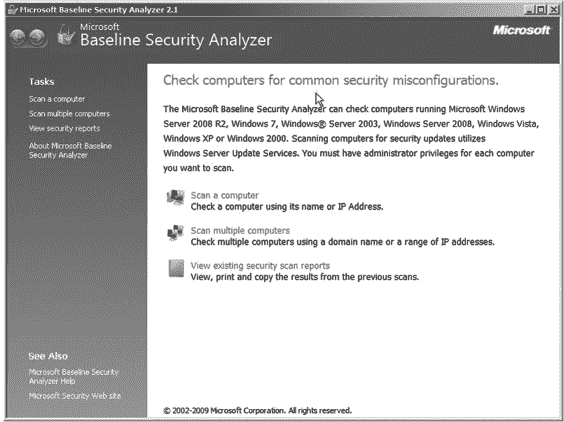 Microsoft Baseline Security Analyzer 2.1
Microsoft
Baseline Security Analyzer
Microsoft
Tasks
Scan a computer
Scan multiple computers
View security reports
About Microsoft Baseline
Security Analyzer
See Also
Microsoft Baseline Security
Analyzer Help
Microsoft Security Web site
Check computers for common security misconfigurations.
The Microsoft Baseline Security Analyzer can check computers running Microsoft Windows
Server 2008 R2, Windows 7, Windows® Server 2003, Windows Server 2008, Windows Vista,
Windows XP or Windows 2000. Scanning computers for security updates utilizes
Windows Server Update Services. You must have administrator privileges for each computer
you want to scan.
Scan a computer
Check a computer using its name or IP Address.
Scan multiple computers
Check multiple computers using a domain name or a range of IP addresses.
View existing security scan reports
View, print and copy the results from the previous scans.
© 2002-2009 Microsoft Corporation. All rights reserved.